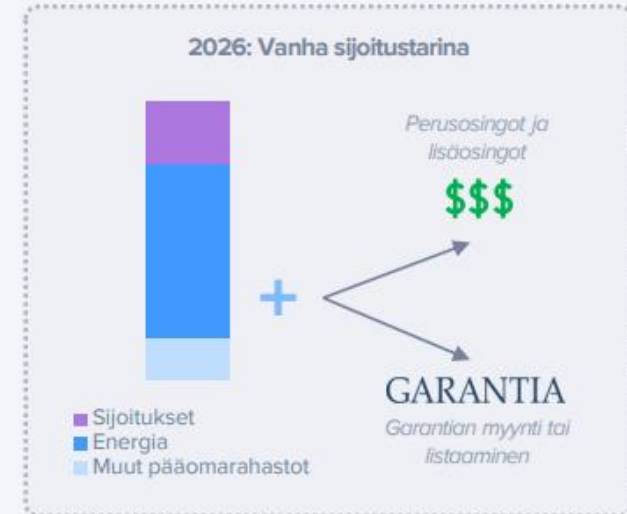 2026: Vanha sijoitustarina
Perusosingot ja
lisäosingot
$$$
+
GARANTIA
Garantian myynti tai
listaaminen
Sijoitukset
Energia
Muut pääomarahastot